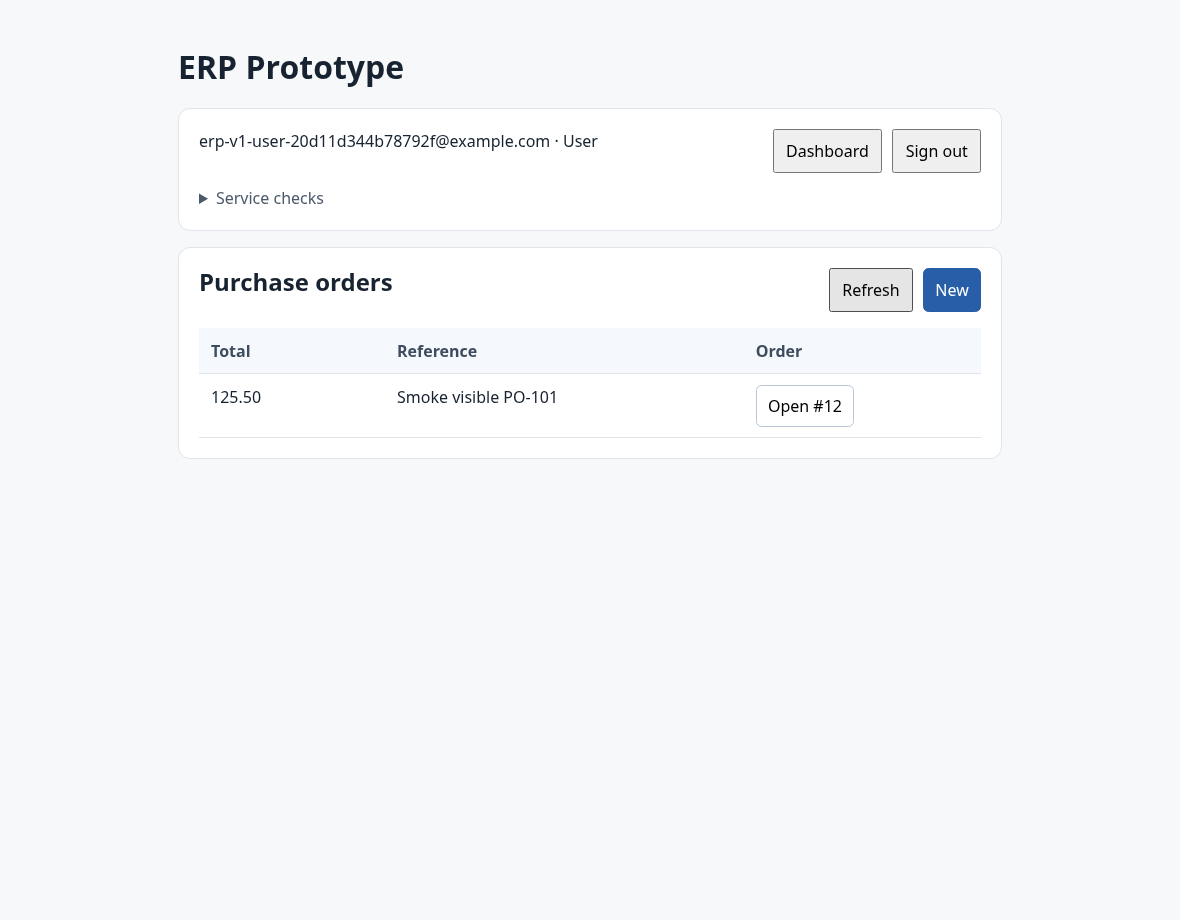 ERP Prototype
erp-v1-user-20d11d344b78792f@example.com · User
Dashboard
Sign out
Service checks
Purchase orders
Refresh
New
Total Reference Order
125.50 Smoke visible PO-101 Open #12